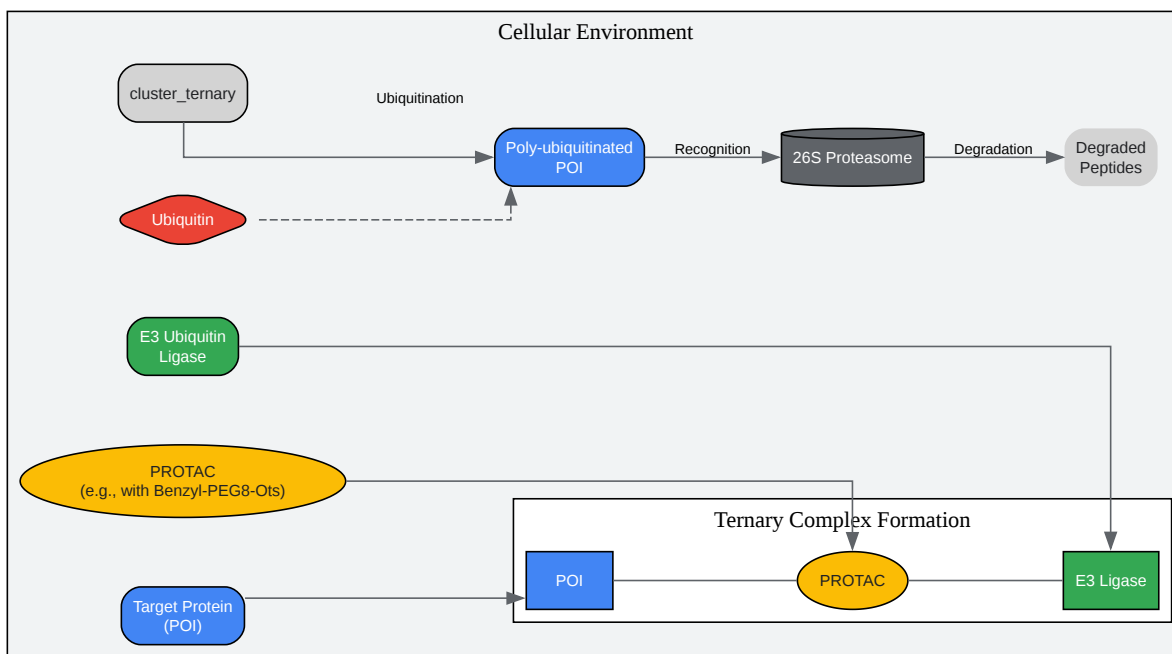 Cellular Environment
cluster_ternary
Ubiquitination
Poly-ubiquitinated
POI
Recognition
26S Proteasome
Degradation
Degraded
Peptides
Ubiquitin
E3 Ubiquitin
Ligase
PROTAC
(e.g., with Benzyl-PEG8-Ots)
Ternary Complex Formation
POI
PROTAC
E3 Ligase
Target Protein
(POI)